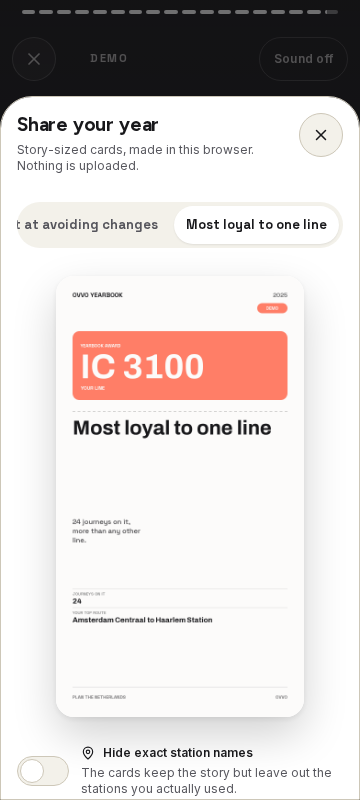 DEMO
Sound off
Share your year
Story-sized cards, made in this browser.
Nothing is uploaded.
t at avoiding changes
Most loyal to one line
OVVO YEARBOOK
2025
DEMO
YEARBOOK AWARD
IC 3100
YOUR LINE
Most loyal to one line
24 journeys on it,
more than any other
line.
JOURNEYS ON IT
24
YOUR TOP ROUTE
Amsterdam Centraal to Haarlem Station
PLAN THE NETHERLANDS
OVVO
Hide exact station names
The cards keep the story but leave out the
stations you actually used.